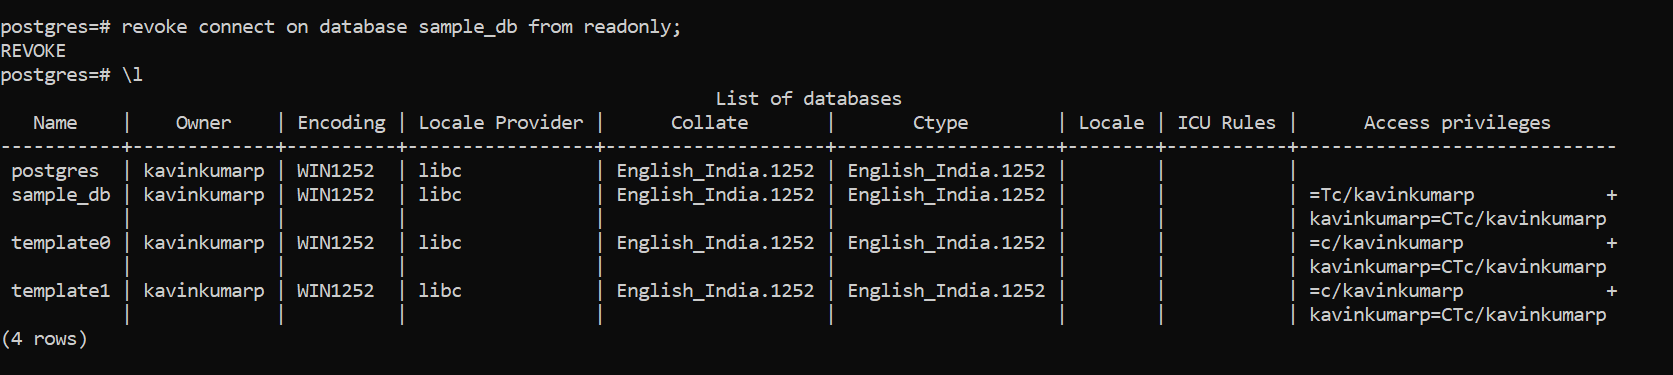 postgres=# revoke connect on database sample_db from readonly;
REVOKE
postgres=# \l
                                                                 List of databases
   Name    |    Owner    | Encoding | Locale Provider |      Collate       |       Ctype        | Locale | ICU Rules |      Access privileges
-----------+-------------+----------+-----------------+--------------------+--------------------+--------+-----------+-----------------------------
 postgres  | kavinkumarp | WIN1252  | libc            | English_India.1252 | English_India.1252 |        |           |
 sample_db | kavinkumarp | WIN1252  | libc            | English_India.1252 | English_India.1252 |        |           | =Tc/kavinkumarp            +
           |             |          |                 |                    |                    |        |           | kavinkumarp=CTc/kavinkumarp
 template0 | kavinkumarp | WIN1252  | libc            | English_India.1252 | English_India.1252 |        |           | =c/kavinkumarp             +
           |             |          |                 |                    |                    |        |           | kavinkumarp=CTc/kavinkumarp
 template1 | kavinkumarp | WIN1252  | libc            | English_India.1252 | English_India.1252 |        |           | =c/kavinkumarp             +
           |             |          |                 |                    |                    |        |           | kavinkumarp=CTc/kavinkumarp
(4 rows)